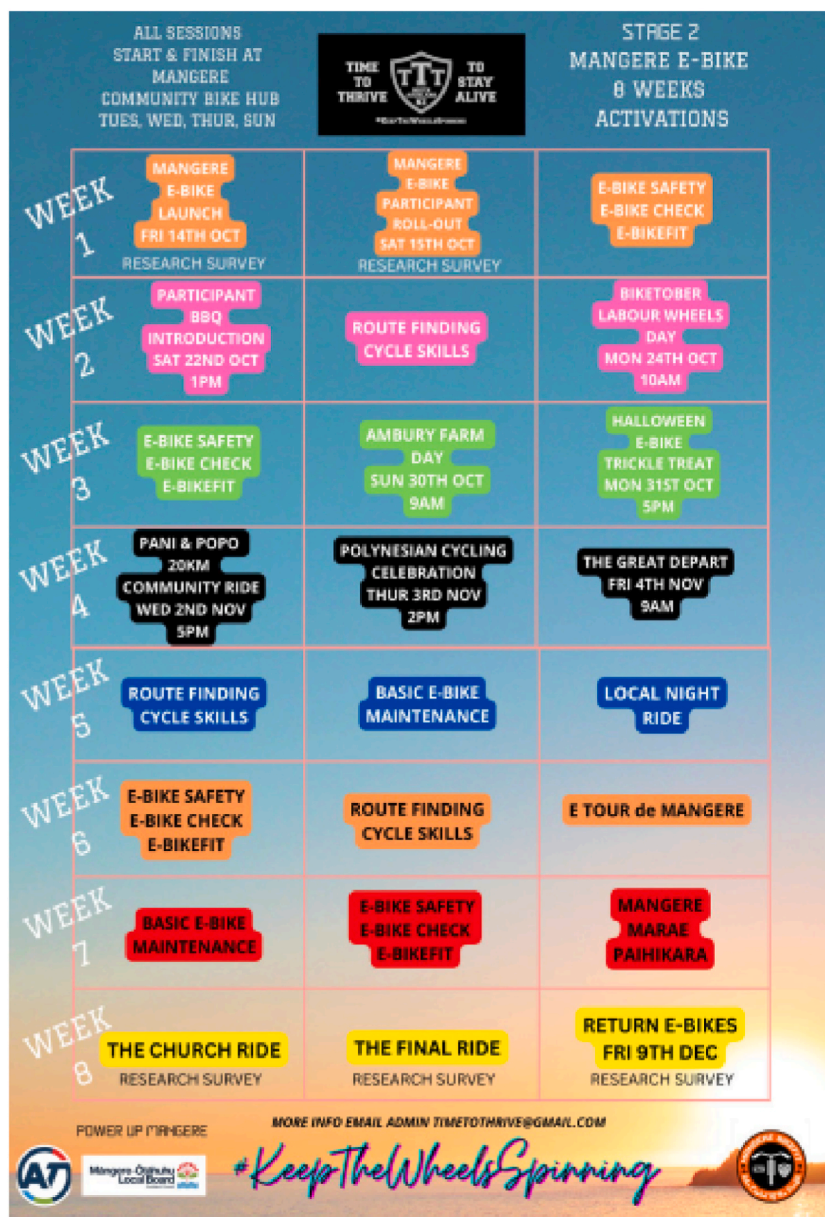 ALL SESSIONS
START & FINISH AT
MANGERE
COMMUNITY BIKE HUB
TUES, WED, THUR, SUN
TIME
TO
THRIVE
TTT
TO
STAY
ALIVE
#KEEPTHEWHEELSSPINNING
STAGE 2
MANGERE E-BIKE
8 WEEKS
ACTIVATIONS
WEEK
1
MANGERE
E-BIKE
LAUNCH
FRI 14TH OCT
RESEARCH SURVEY
MANGERE
E-BIKE
PARTICIPANT
ROLL-OUT
SAT 15TH OCT
RESEARCH SURVEY
E-BIKE SAFETY
E-BIKE CHECK
E-BIKEFIT
WEEK
2
PARTICIPANT
BBQ
INTRODUCTION
SAT 22ND OCT
1PM
ROUTE FINDING
CYCLE SKILLS
BIKETOBER
LABOUR WHEELS
DAY
MON 24TH OCT
10AM
WEEK
3
E-BIKE SAFETY
E-BIKE CHECK
E-BIKEFIT
AMBURY FARM
DAY
SUN 30TH OCT
9AM
HALLOWEEN
E-BIKE
TRICKLE TREAT
MON 31ST OCT
5PM
WEEK
4
PANI & POPO
20KM
COMMUNITY RIDE
WED 2ND NOV
5PM
POLYNESIAN CYCLING
CELEBRATION
THUR 3RD NOV
2PM
THE GREAT DEPART
FRI 4TH NOV
9AM
WEEK
5
ROUTE FINDING
CYCLE SKILLS
BASIC E-BIKE
MAINTENANCE
LOCAL NIGHT
RIDE
WEEK
6
E-BIKE SAFETY
E-BIKE CHECK
E-BIKEFIT
ROUTE FINDING
CYCLE SKILLS
E TOUR de MANGERE
WEEK
7
BASIC E-BIKE
MAINTENANCE
E-BIKE SAFETY
E-BIKE CHECK
E-BIKEFIT
MANGERE
MARAE
PAIHIKARA
WEEK
8
THE CHURCH RIDE
RESEARCH SURVEY
THE FINAL RIDE
RESEARCH SURVEY
RETURN E-BIKES
FRI 9TH DEC
RESEARCH SURVEY
POWER UP MANGERE
MORE INFO EMAIL ADMIN TIMETOTHRIVE@GMAIL.COM
AT
Māngere-Ōtāhuhu
Local Board
#KeepTheWheelsSpinning